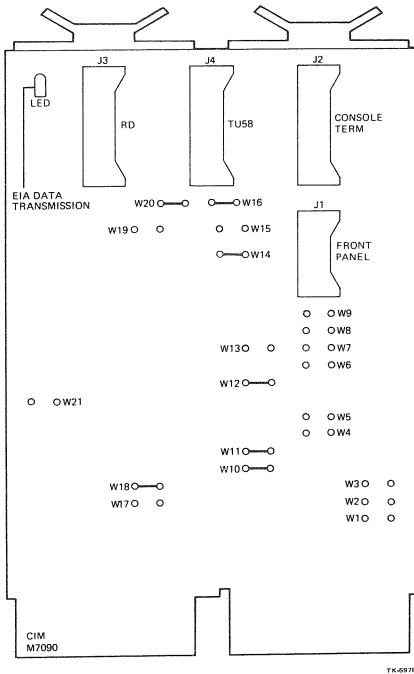 J3
J4
J2
LED
RD
TU58
CONSOLE
TERM
EIA DATA
TRANSMISSION
W20
W16
J1
W19
W15
FRONT
PANEL
W14
W9
W8
W13
W7
W6
W12
W21
W5
W4
W11
W10
W18
W3
W17
W2
W1
CIM
M7090